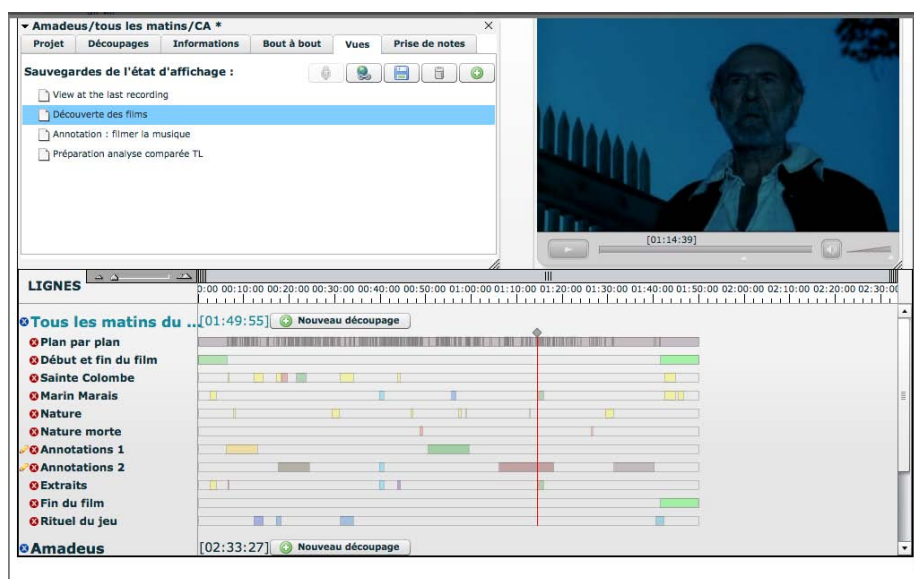 Amadeus/tous les matins/CA *
Projet Découpages Informations Bout à bout Vues Prise de notes
Sauvegardes de l'état d'affichage :
View at the last recording
Découverte des films
Annotation : filmer la musique
Préparation analyse comparée TL
[01:14:39]
LIGNES
0:00 00:10:00 00:20:00 00:30:00 00:40:00 00:50:00 01:00:00 01:10:00 01:20:00 01:30:00 01:40:00 01:50:00 02:00:00 02:10:00 02:20:00 02:30:00
Tous les matins du ... [01:49:55] Nouveau découpage
Plan par plan
Début et fin du film
Sainte Colombe
Marin Marais
Nature
Nature morte
Annotations 1
Annotations 2
Extraits
Fin du film
Rituel du jeu
Amadeus [02:33:27] Nouveau découpage